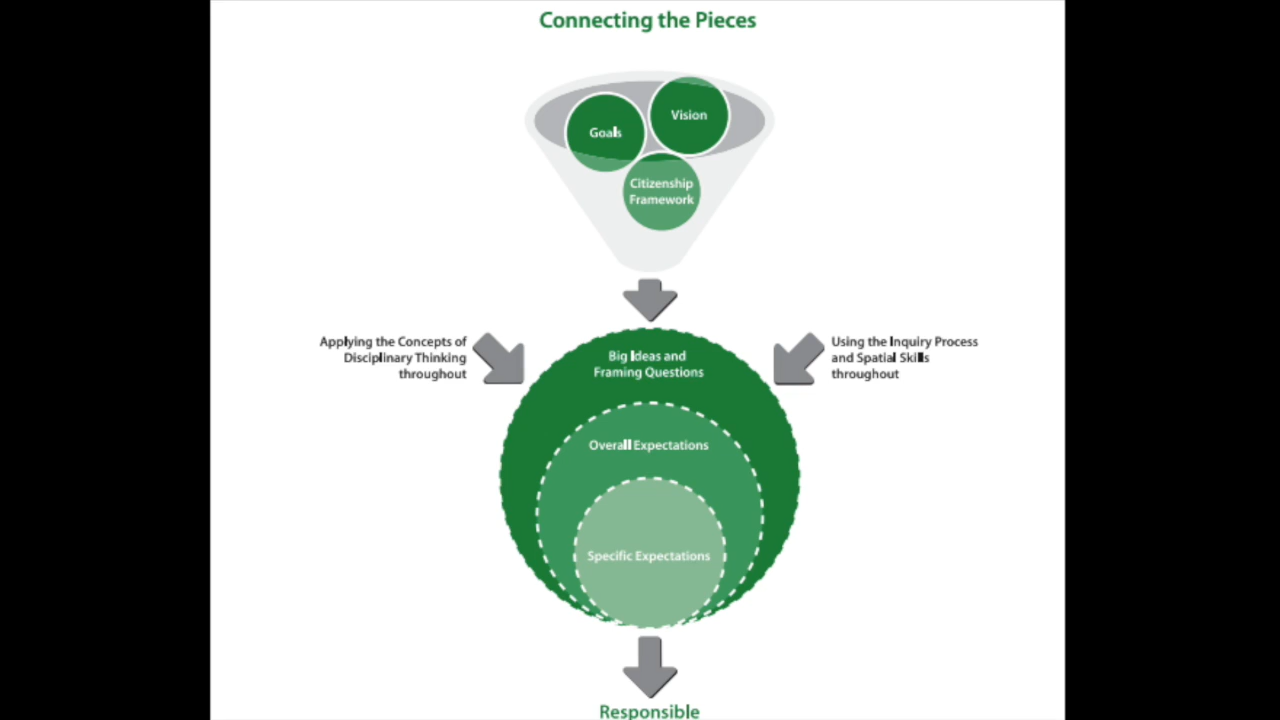 Connecting the Pieces
Goals
Vision
Citizenship
Framework
Applying the Concepts of
Disciplinary Thinking
throughout
Using the Inquiry Process
and Spatial Skills
throughout
Big Ideas and
Framing Questions
Overall Expectations
Specific Expectations
Responsible